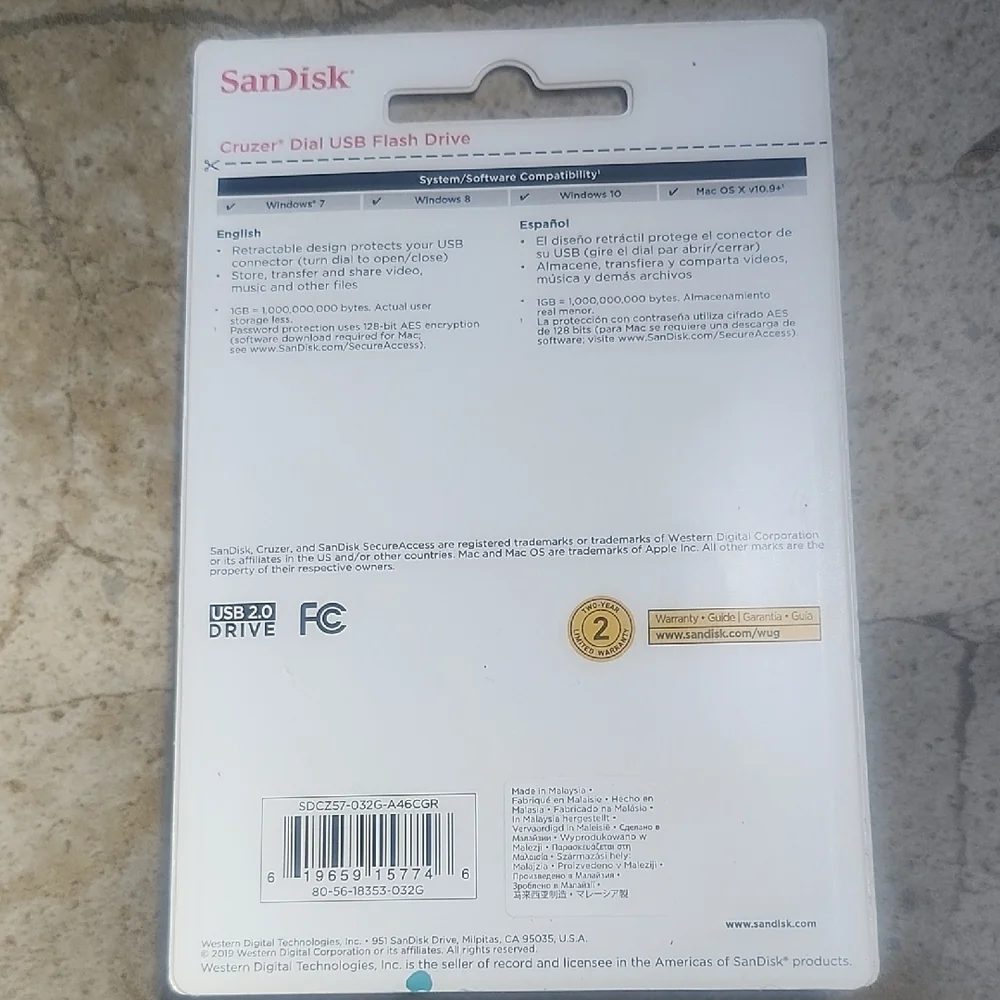 SanDisk®
Cruzer® Dial USB Flash Drive
System/Software Compatibility¹
✓ Windows® 7 ✓ Windows 8 ✓ Windows 10 ✓ Mac OS X v10.9+¹
English
• Retractable design protects your USB
connector (turn dial to open/close)
• Store, transfer and share video,
music and other files
* 1GB = 1,000,000,000 bytes. Actual user
storage less.
¹ Password protection uses 128-bit AES encryption
(software download required for Mac;
see www.SanDisk.com/SecureAccess).
Español
• El diseño retráctil protege el conector de
su USB (gire el dial para abrir/cerrar)
• Almacene, transfiera y comparta videos,
música y demás archivos
* 1GB = 1,000,000,000 bytes. Almacenamiento
real menor.
¹ La protección con contraseña utiliza cifrado AES
de 128 bits (para Mac se requiere una descarga de
software; visite www.SanDisk.com/SecureAccess)
SanDisk, Cruzer, and SanDisk SecureAccess are registered trademarks or trademarks of Western Digital Corporation
or its affiliates in the US and/or other countries. Mac and Mac OS are trademarks of Apple Inc. All other marks are the
property of their respective owners.
USB 2.0
DRIVE
FC
TWO-YEAR
2
LIMITED WARRANTY
Warranty • Guide | Garantía • Guía
www.sandisk.com/wug
SDCZ57-032G-A46CGR
6 19659 15774 6
80-56-18353-032G
Made in Malaysia •
Fabriqué en Malaisie • Hecho en
Malasia • Fabricado na Malásia •
In Malaysia hergestellt •
Vervaardigd in Maleisië • Сделано в
Малайзии • Wyprodukowano w
Malezji • Παρασκευάζεται στη
Μαλαισία • Származási hely:
Malajzia • Proizvedeno v Maleziji •
Произведено в Малайзия •
Зроблено в Малайзії •
马来西亚制造 • マレーシア製
www.sandisk.com
Western Digital Technologies, Inc. • 951 SanDisk Drive, Milpitas, CA 95035, U.S.A.
© 2019 Western Digital Corporation or its affiliates. All rights reserved.
Western Digital Technologies, Inc. is the seller of record and licensee in the Americas of SanDisk® products.